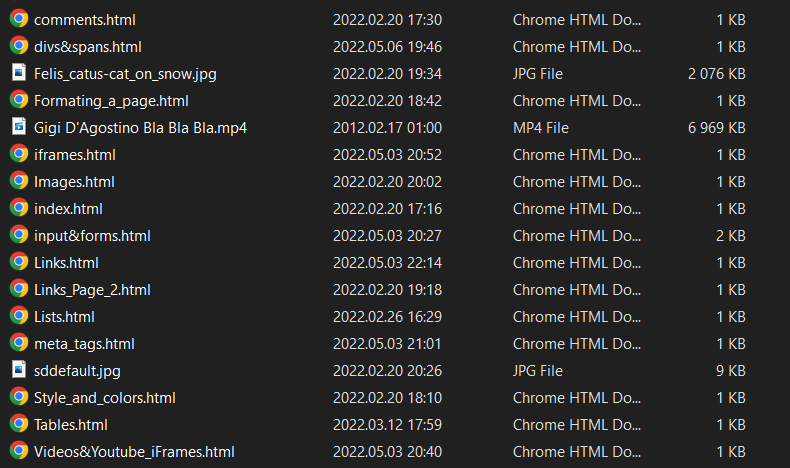 comments.html 2022.02.20 17:30 Chrome HTML Do... 1 KB
divs&spans.html 2022.05.06 19:46 Chrome HTML Do... 1 KB
Felis_catus-cat_on_snow.jpg 2022.02.20 19:34 JPG File 2 076 KB
Formating_a_page.html 2022.02.20 18:42 Chrome HTML Do... 1 KB
Gigi D'Agostino Bla Bla Bla.mp4 2012.02.17 01:00 MP4 File 6 969 KB
iframes.html 2022.05.03 20:52 Chrome HTML Do... 1 KB
Images.html 2022.02.20 20:02 Chrome HTML Do... 1 KB
index.html 2022.02.20 17:16 Chrome HTML Do... 1 KB
input&forms.html 2022.05.03 20:27 Chrome HTML Do... 2 KB
Links.html 2022.05.03 22:14 Chrome HTML Do... 1 KB
Links_Page_2.html 2022.02.20 19:18 Chrome HTML Do... 1 KB
Lists.html 2022.02.26 16:29 Chrome HTML Do... 1 KB
meta_tags.html 2022.05.03 21:01 Chrome HTML Do... 1 KB
sddefault.jpg 2022.02.20 20:26 JPG File 9 KB
Style_and_colors.html 2022.02.20 18:10 Chrome HTML Do... 1 KB
Tables.html 2022.03.12 17:59 Chrome HTML Do... 1 KB
Videos&Youtube_iFrames.html 2022.05.03 20:40 Chrome HTML Do... 1 KB